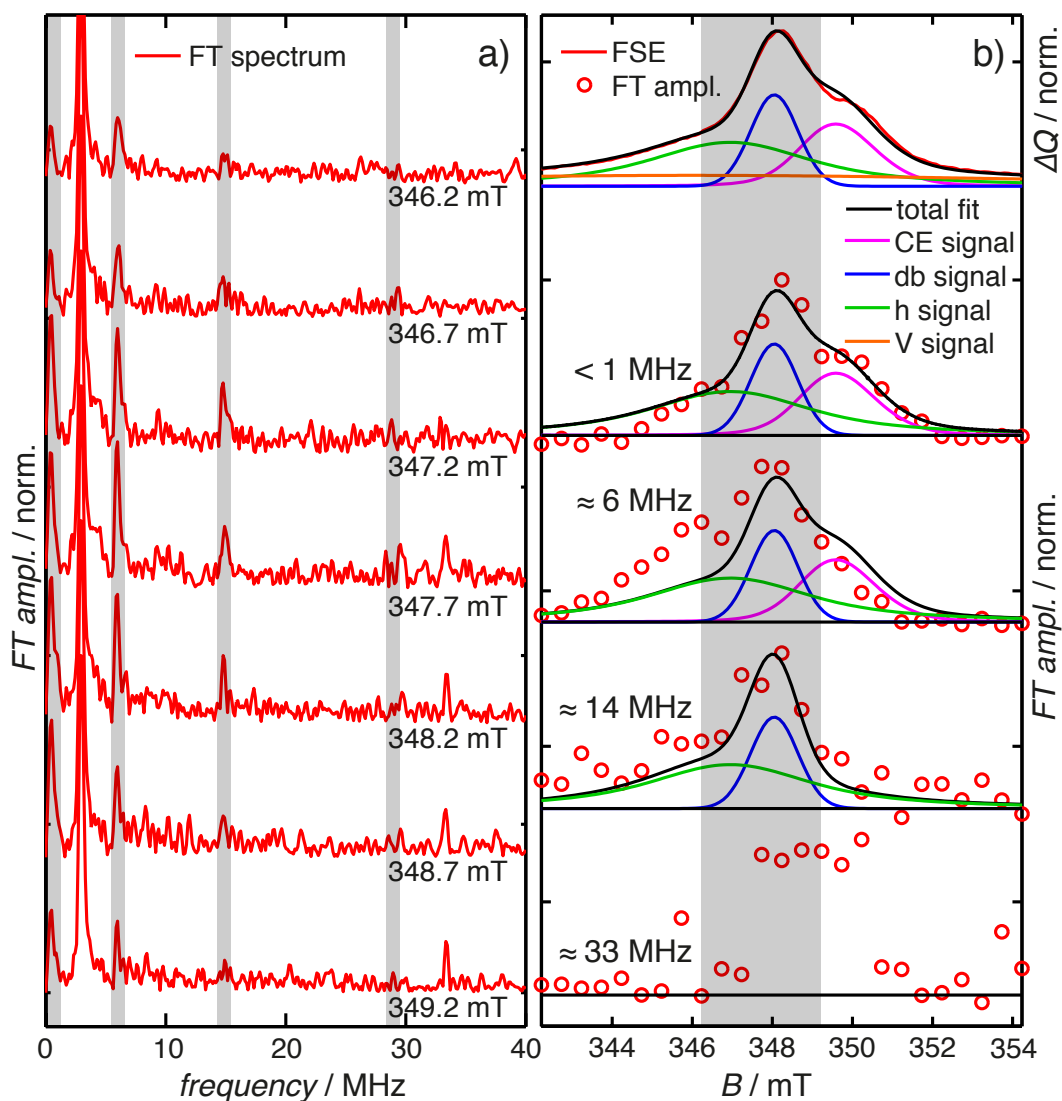 FT spectrum
a)
346.2 mT
346.7 mT
347.2 mT
347.7 mT
348.2 mT
348.7 mT
349.2 mT
FT ampl. / norm.
0 10 20 30 40
frequency / MHz
FSE
FT ampl.
b)
ΔQ / norm.
total fit
CE signal
db signal
h signal
V signal
< 1 MHz
≈ 6 MHz
≈ 14 MHz
≈ 33 MHz
FT ampl. / norm.
344 346 348 350 352 354
B / mT